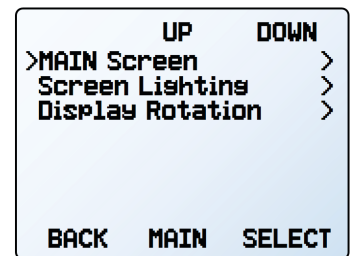 UP DOWN
>MAIN Screen >
Screen Lighting >
Display Rotation >
BACK MAIN SELECT